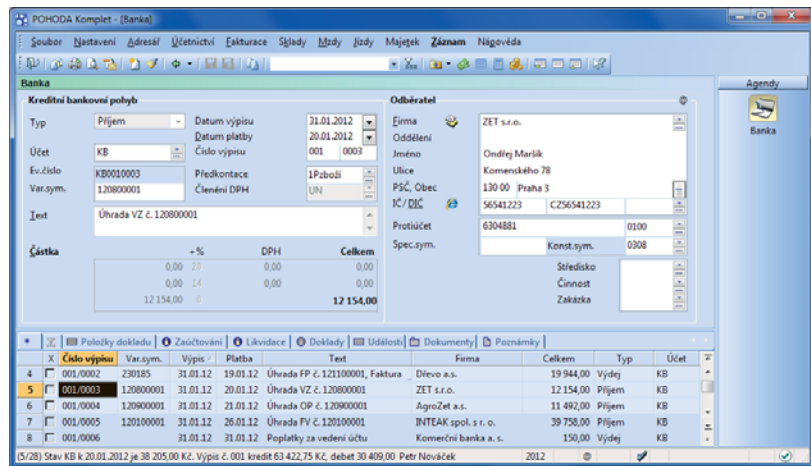 POHODA Komplet - [Banka]
Soubor Nastavení Adresář Účetnictví Fakturace Sklady Mzdy Jízdy Majetek Záznam Nápověda
Banka
Agendy
Banka
Kreditní bankovní pohyb
Typ Příjem Datum výpisu 31.01.2012
Datum platby 20.01.2012
Účet KB Číslo výpisu 001 0003
Ev.číslo KB0010003 Předkontace 1Pzboží
Var.sym. 120800001 Členění DPH UN
Text Úhrada VZ č. 120800001
Částka +% DPH Celkem
0,00 20 0,00 0,00
0,00 14 0,00 0,00
12 154,00 0 12 154,00
Odběratel
Firma ZET s.r.o.
Oddělení
Jméno Ondřej Maršík
Ulice Komenského 78
PSČ, Obec 130 00 Praha 3
IČ/DIČ 56541223 CZ56541223
Protiúčet 6304881 0100
Spec.sym. Konst.sym. 0308
Středisko
Činnost
Zakázka
* Položky dokladu Zaúčtování Likvidace Doklady Události Dokumenty Poznámky
X Číslo výpisu Var.sym. Výpis Platba Text Firma Celkem Typ Účet
4 001/0002 230185 31.01.12 19.01.12 Úhrada FP č. 121100001, Faktura Dřevo a.s. 19 944,00 Výdej KB
5 001/0003 120800001 31.01.12 20.01.12 Úhrada VZ č. 120800001 ZET s.r.o. 12 154,00 Příjem KB
6 001/0004 120900001 31.01.12 21.01.12 Úhrada OP č. 120900001 AgroZet a.s. 11 492,00 Příjem KB
7 001/0005 120100001 31.01.12 26.01.12 Úhrada FV č. 120100001 INTEAK spol. s r. o. 39 758,00 Příjem KB
8 001/0006 31.01.12 31.01.12 Poplatky za vedení účtu Komerční banka a. s. 150,00 Výdej KB
(5/28) Stav KB k 20.01.2012 je 38 205,00 Kč. Výpis č. 001 kredit 63 422,75 Kč, debet 30 409,00 Petr Nováček 2012 @